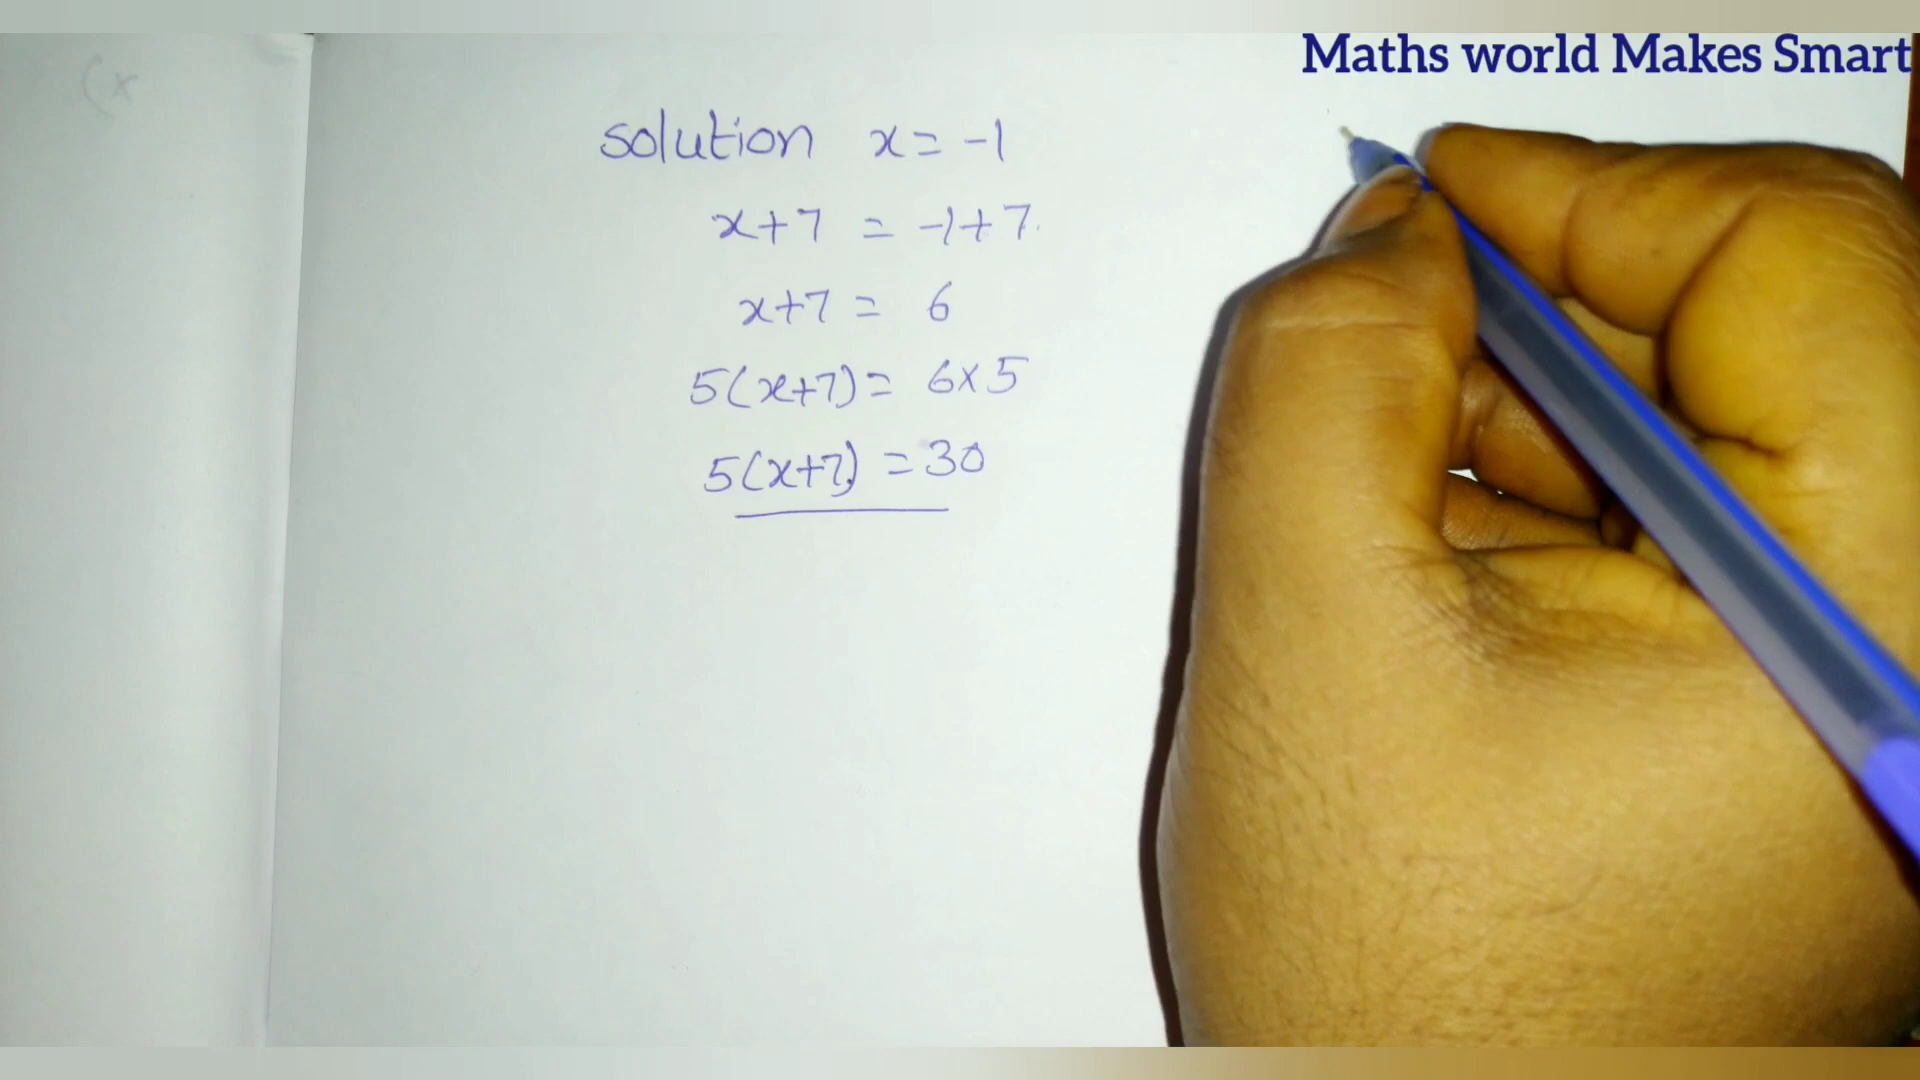 Maths world Makes Smart
(x
solution x = -1
x+7 = -1+7.
x+7 = 6
5(x+7) = 6x5
5(x+7) = 30